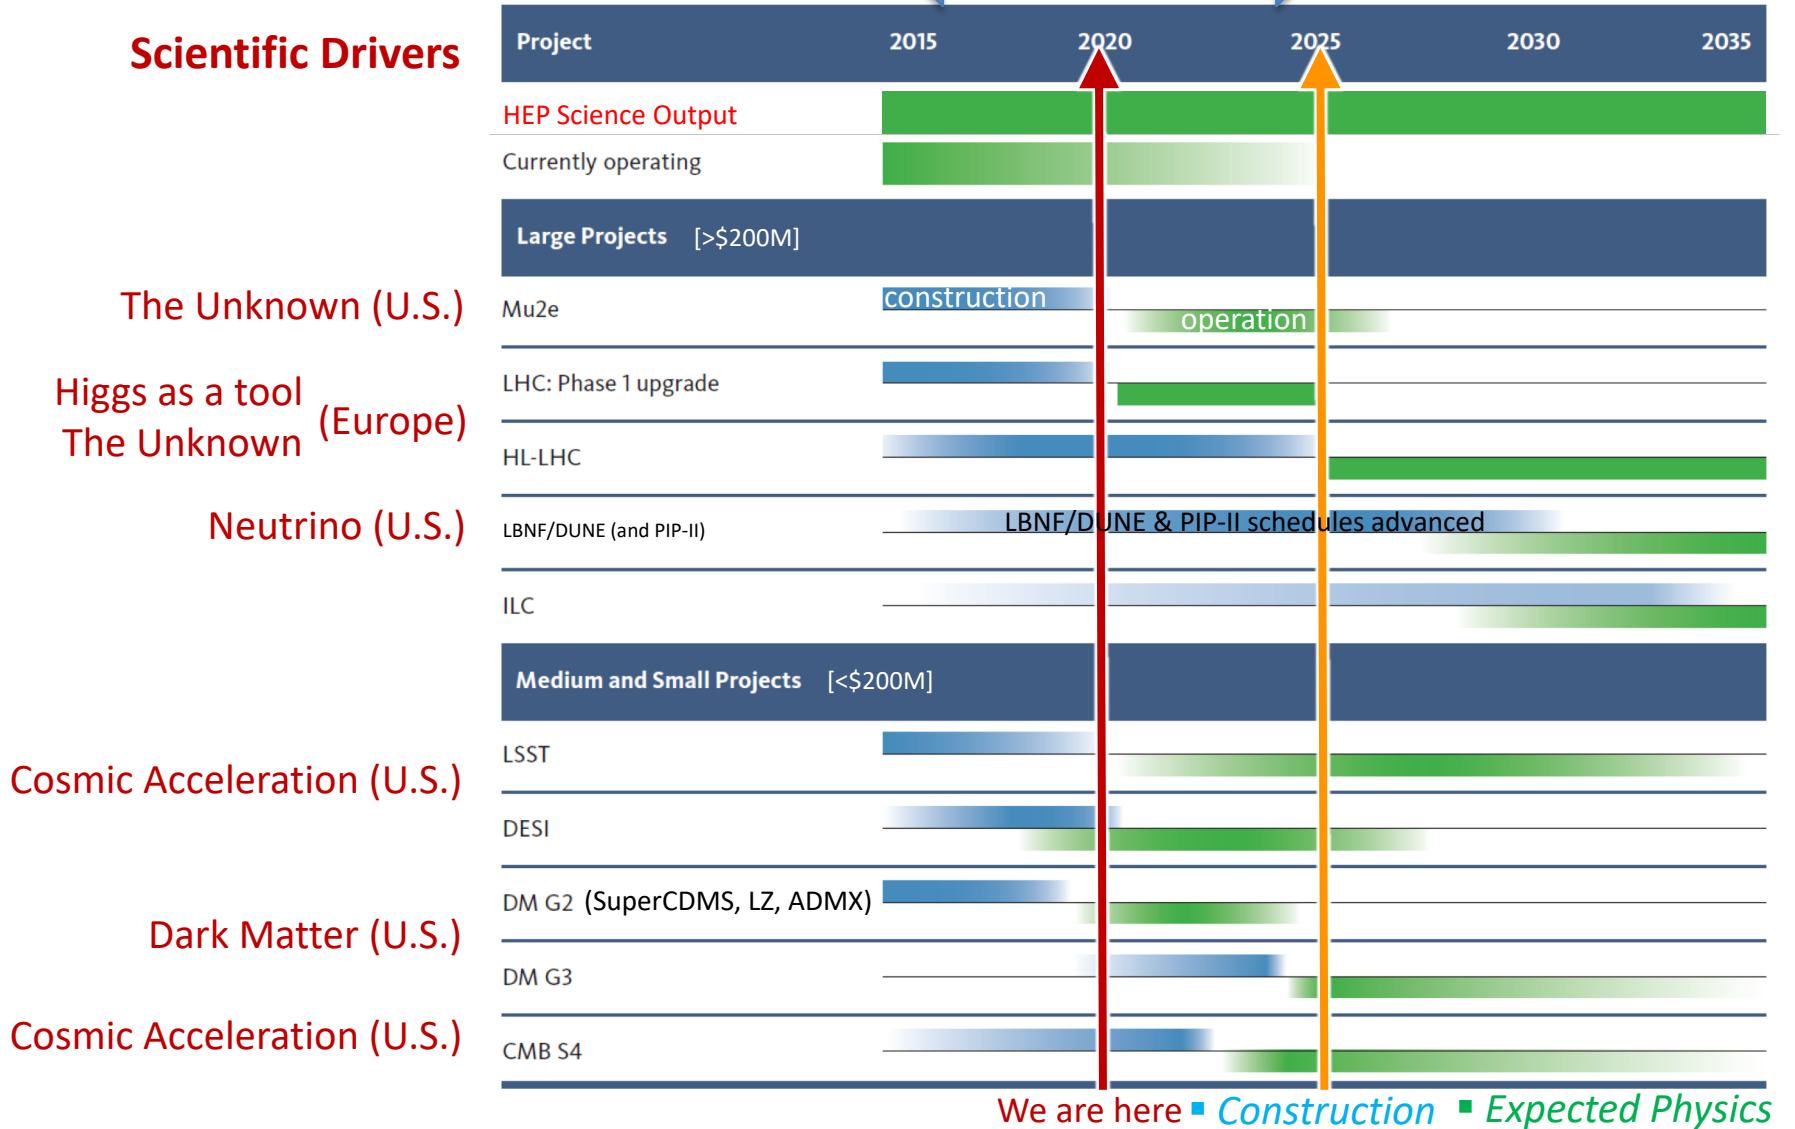 Scientific Drivers
Project 2015 2020 2025 2030 2035
HEP Science Output
Currently operating
Large Projects [>$200M]
The Unknown (U.S.)
Mu2e
construction
operation
Higgs as a tool
The Unknown
(Europe)
LHC: Phase 1 upgrade
HL-LHC
Neutrino (U.S.)
LBNF/DUNE (and PIP-II)
LBNF/DUNE & PIP-II schedules advanced
ILC
Medium and Small Projects [<$200M]
LSST
Cosmic Acceleration (U.S.)
DESI
DM G2 (SuperCDMS, LZ, ADMX)
Dark Matter (U.S.)
DM G3
Cosmic Acceleration (U.S.)
CMB S4
We are here ▪ Construction ▪ Expected Physics